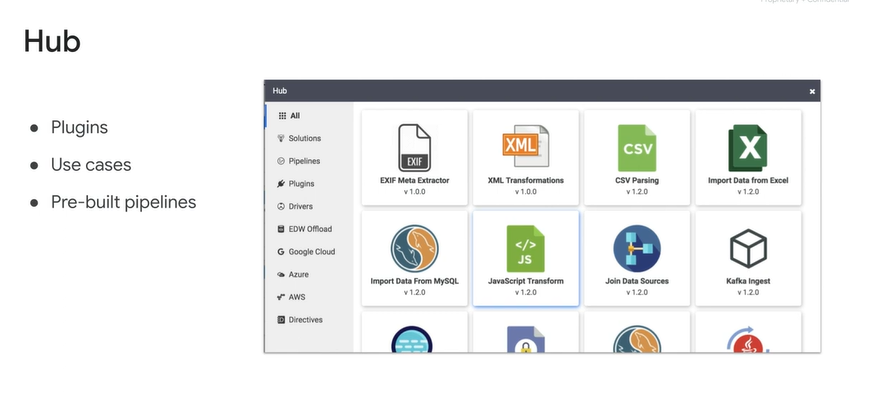 Proprietary + Confidential
Hub
● Plugins
● Use cases
● Pre-built pipelines
Hub
All
Solutions
Pipelines
Plugins
Drivers
EDW Offload
Google Cloud
Azure
AWS
Directives
EXIF
EXIF Meta Extractor
v 1.0.0
XML
XML Transformations
v 1.0.0
CSV
CSV Parsing
v 1.2.0
X
Import Data from Excel
v 1.2.0
Import Data From MySQL
v 1.2.0
</>
JS
JavaScript Transform
v 1.2.0
Join Data Sources
v 1.2.0
Kafka Ingest
v 1.2.0